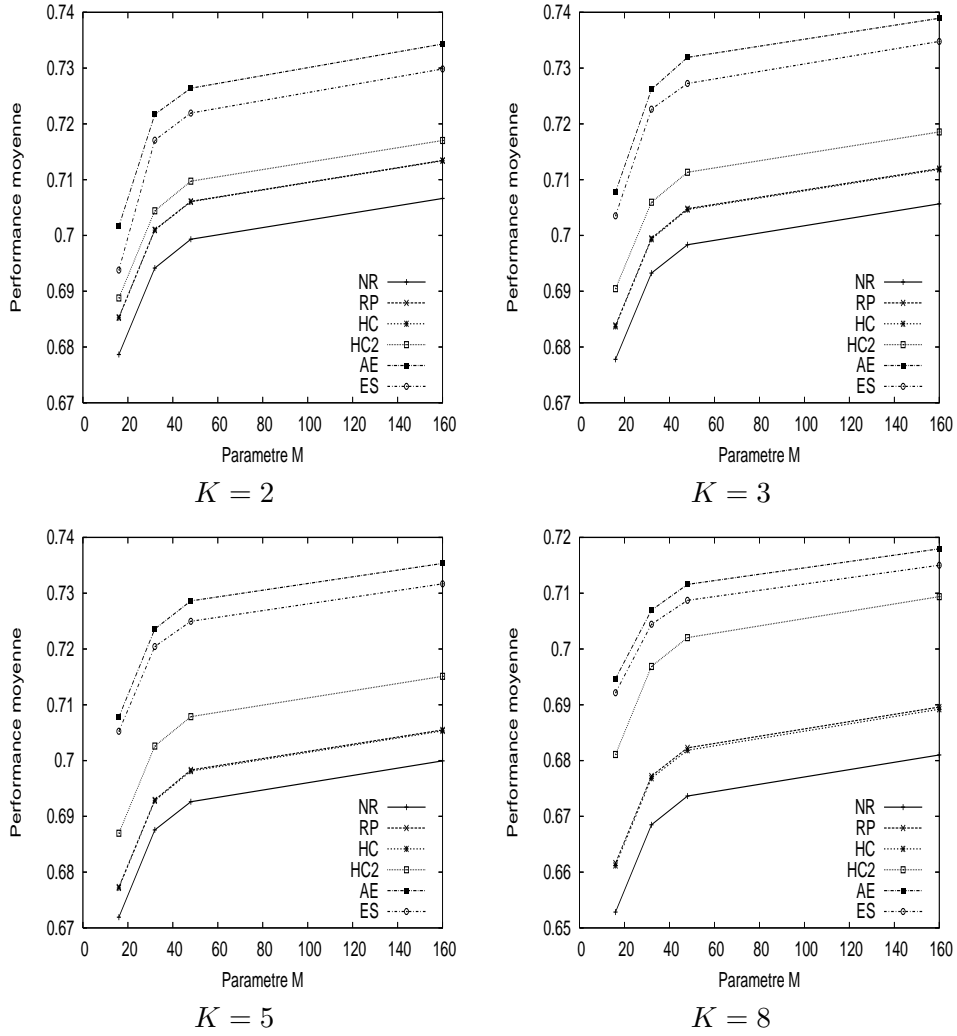 0.74
0.73
0.72
0.71
0.7
0.69
0.68
0.67
Performance moyenne
NR
RP
HC
HC2
AE
ES
0 20 40 60 80 100 120 140 160
Parametre M
K = 2
0.74
0.73
0.72
0.71
0.7
0.69
0.68
0.67
Performance moyenne
NR
RP
HC
HC2
AE
ES
0 20 40 60 80 100 120 140 160
Parametre M
K = 3
0.74
0.73
0.72
0.71
0.7
0.69
0.68
0.67
Performance moyenne
NR
RP
HC
HC2
AE
ES
0 20 40 60 80 100 120 140 160
Parametre M
K = 5
0.72
0.71
0.7
0.69
0.68
0.67
0.66
0.65
Performance moyenne
NR
RP
HC
HC2
AE
ES
0 20 40 60 80 100 120 140 160
Parametre M
K = 8